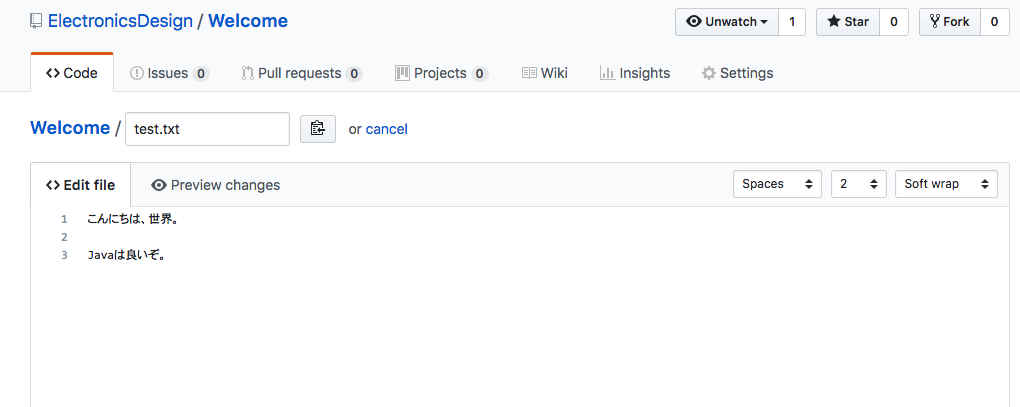 ElectronicsDesign / Welcome
Unwatch 1 Star 0 Fork 0
Code Issues 0 Pull requests 0 Projects 0 Wiki Insights Settings
Welcome / test.txt or cancel
Edit file Preview changes Spaces 2 Soft wrap
1 こんにちは、世界。
2
3 Javaは良いぞ。